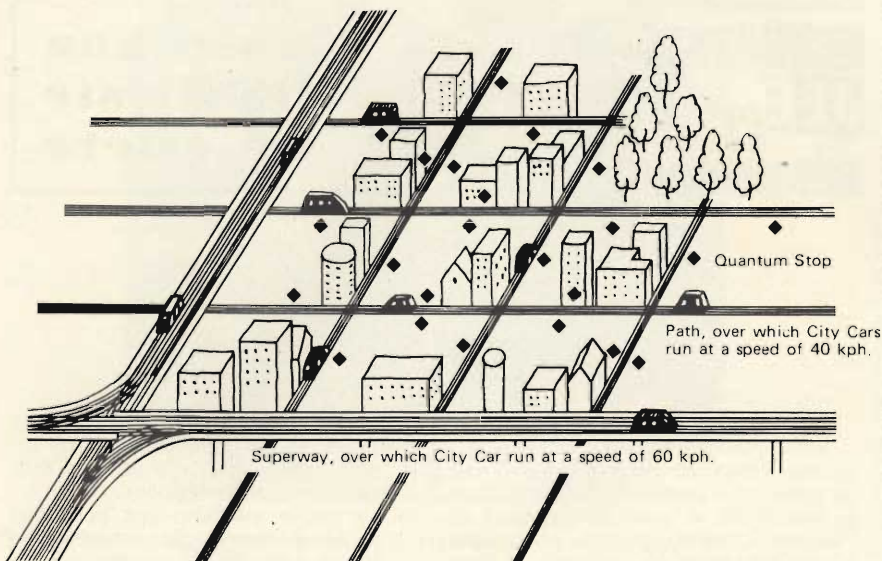 Quantum Stop
Path, over which City Cars
run at a speed of 40 kph.
Superway, over which City Car run at a speed of 60 kph.